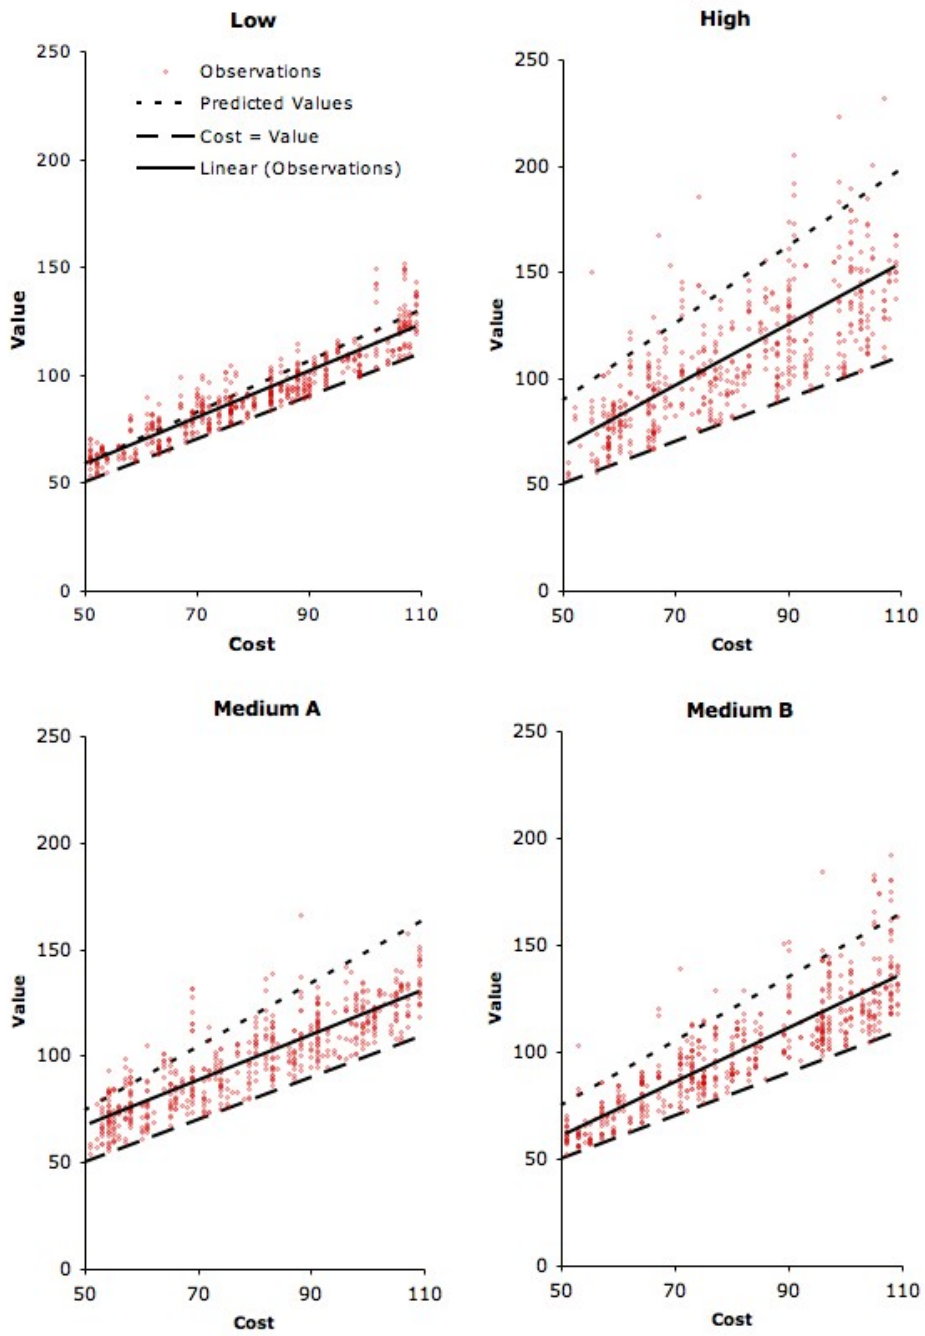 Low
250
200
150
100
50
0
Value
Observations
Predicted Values
Cost = Value
Linear (Observations)
50 70 90 110
Cost
High
250
200
150
100
50
0
Value
50 70 90 110
Cost
Medium A
250
200
150
100
50
0
Value
50 70 90 110
Cost
Medium B
250
200
150
100
50
0
Value
50 70 90 110
Cost